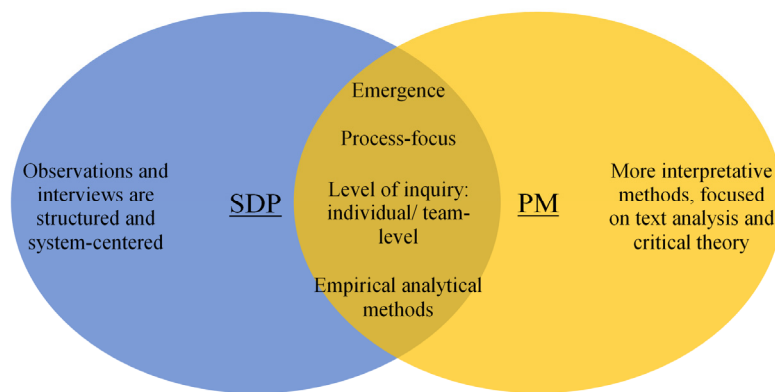 Emergence
Process-focus
Observations and
interviews are
structured and
system-centered
SDP
Level of inquiry:
individual/ team-
level
Empirical analytical
methods
PM
More interpretative
methods, focused
on text analysis and
critical theory